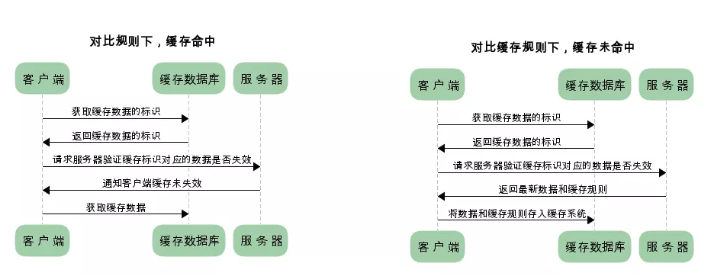 对比规则下，缓存命中
客户端 缓存数据库 服务器
获取缓存数据的标识
返回缓存数据的标识
请求服务器验证缓存标识对应的数据是否失效
通知客户端缓存未失效
获取缓存数据
客户端 缓存数据库 服务器
对比缓存规则下，缓存未命中
客户端 缓存数据库 服务器
获取缓存数据的标识
返回缓存数据的标识
请求服务器验证缓存标识对应的数据是否失效
返回最新数据和缓存规则
将数据和缓存规则存入缓存系统
客户端 缓存数据库 服务器